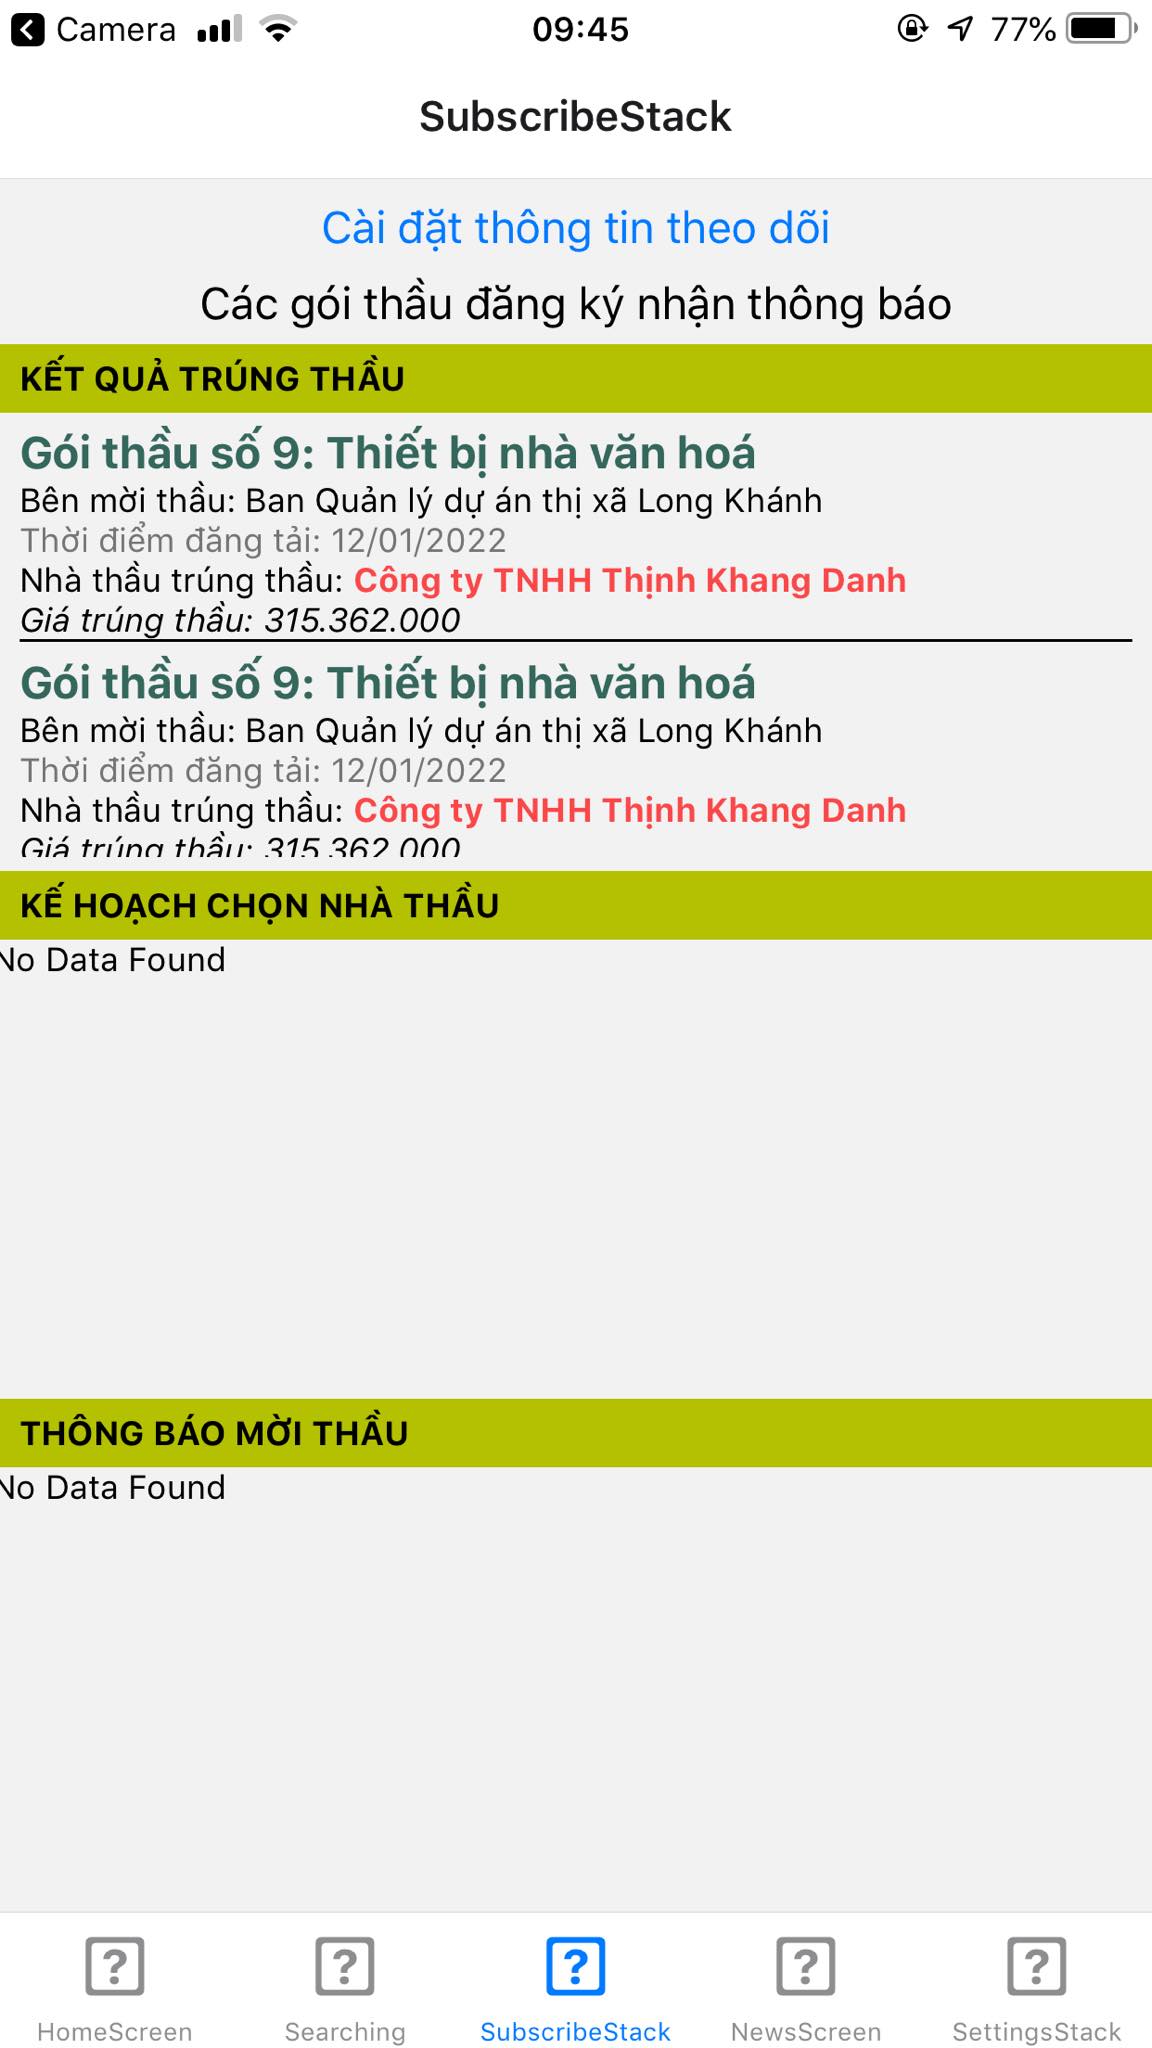 Camera
09:45
77%
SubscribeStack
Cài đặt thông tin theo dõi
Các gói thầu đăng ký nhận thông báo
KẾT QUẢ TRÚNG THẦU
Gói thầu số 9: Thiết bị nhà văn hoá
Bên mời thầu: Ban Quản lý dự án thị xã Long Khánh
Thời điểm đăng tải: 12/01/2022
Nhà thầu trúng thầu: Công ty TNHH Thịnh Khang Danh
Giá trúng thầu: 315.362.000
Gói thầu số 9: Thiết bị nhà văn hoá
Bên mời thầu: Ban Quản lý dự án thị xã Long Khánh
Thời điểm đăng tải: 12/01/2022
Nhà thầu trúng thầu: Công ty TNHH Thịnh Khang Danh
Giá trúng thầu: 315.362.000
KẾ HOẠCH CHỌN NHÀ THẦU
No Data Found
THÔNG BÁO MỜI THẦU
No Data Found
? ? ? ? ?
HomeScreen Searching SubscribeStack NewsScreen SettingsStack